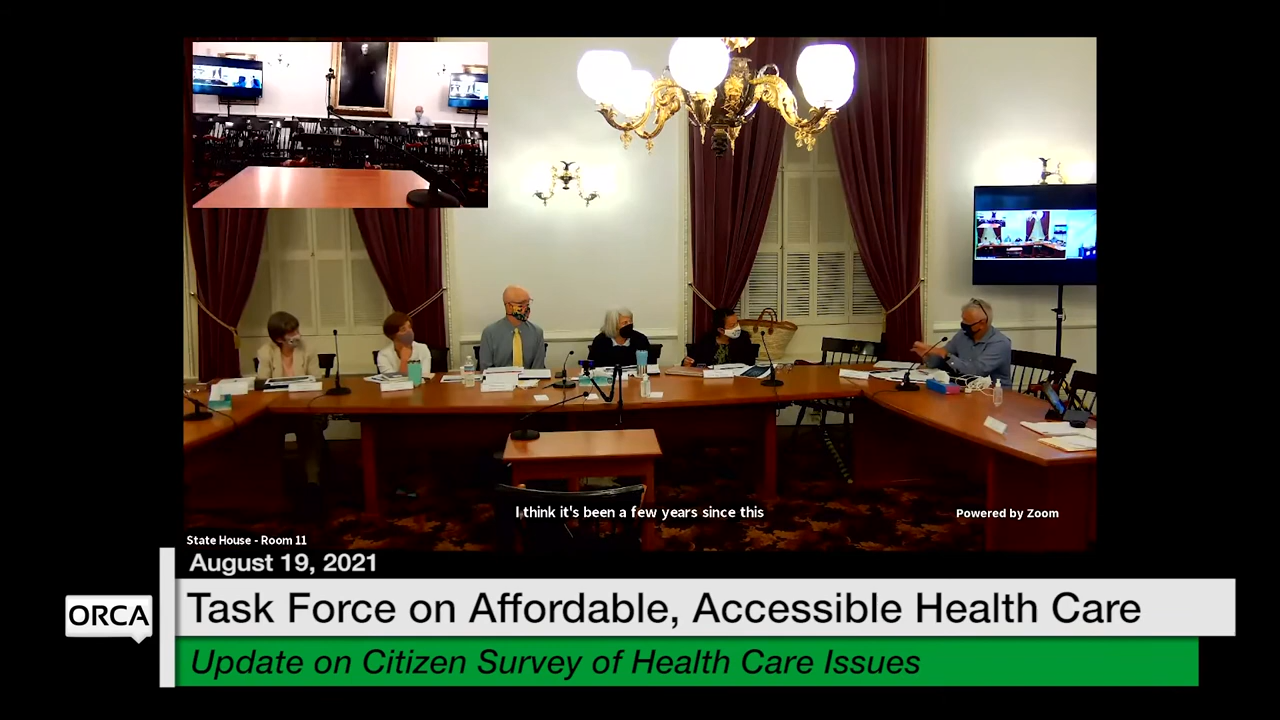 I think it's been a few years since this
Powered by Zoom
State House - Room 11
August 19, 2021
ORCA
Task Force on Affordable, Accessible Health Care
Update on Citizen Survey of Health Care Issues